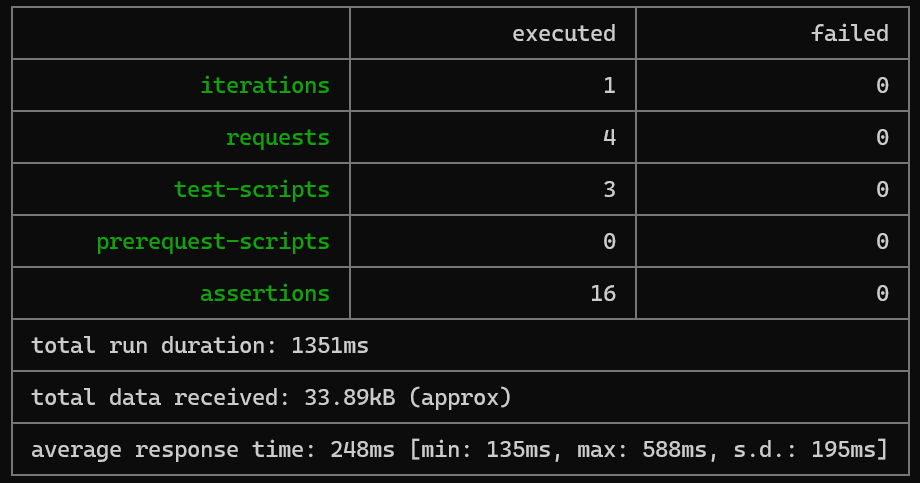 executed failed
iterations 1 0
requests 4 0
test-scripts 3 0
prerequest-scripts 0 0
assertions 16 0
total run duration: 1351ms
total data received: 33.89kB (approx)
average response time: 248ms [min: 135ms, max: 588ms, s.d.: 195ms]